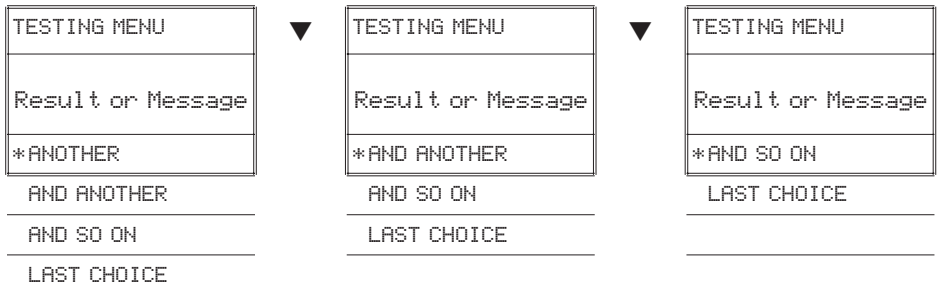 TESTING MENU
Result or Message
*ANOTHER
AND ANOTHER
AND SO ON
LAST CHOICE
TESTING MENU
Result or Message
*AND ANOTHER
AND SO ON
LAST CHOICE
TESTING MENU
Result or Message
*AND SO ON
LAST CHOICE